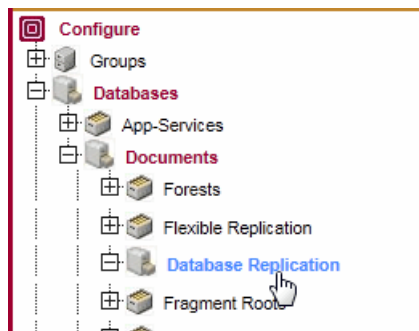 Configure
Groups
Databases
App-Services
Documents
Forests
Flexible Replication
Database Replication
Fragment Roots